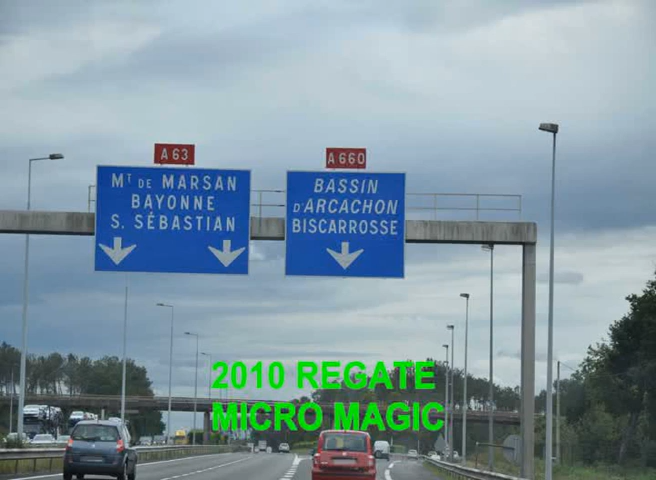 A 63
MT DE MARSAN
BAYONNE
S. SÉBASTIAN
A 660
BASSIN
D'ARCACHON
BISCARROSSE
2010 REGATE
MICRO MAGIC